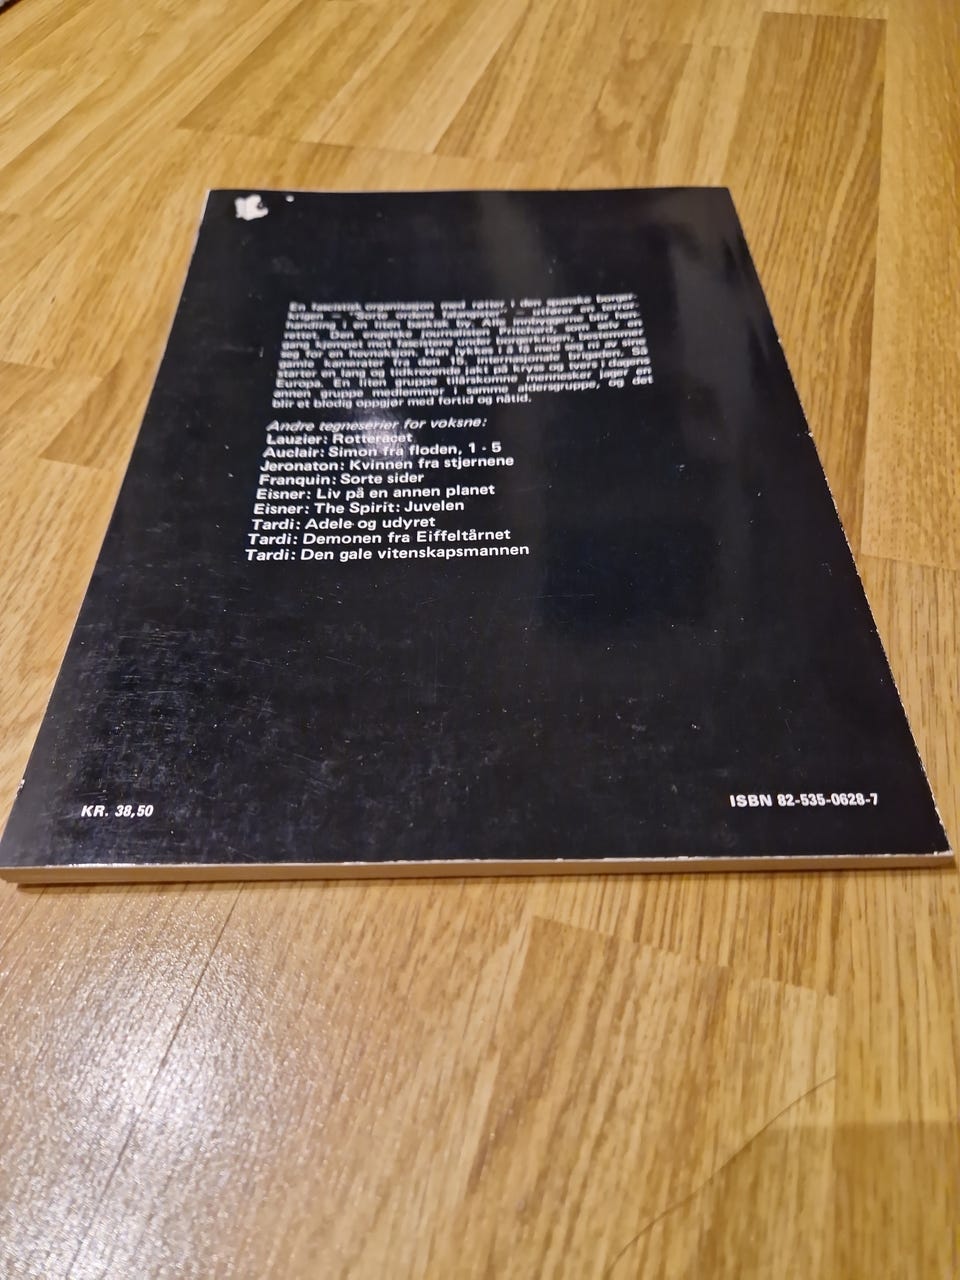 En fascistisk organisasjon med røtter i den spanske borger-
krigen – "Sorte ordens falangister" – utfører en terror-
handling i en liten baskisk by. Alle innbyggerne blir hen-
rettet. Den engelske journalisten Pritchard, som selv en
gang kjempet mot fascistene under borgerkrigen, bestemmer
seg for en hevnaksjon. Han lykkes i å få med seg ni av sine
gamle kamerater fra den 15. internasjonale brigaden. Så
starter en lang og jakt på kryss og tvers i dagens
Europa. En liten gruppe tilårskomne mennesker jager en
annen gruppe medlemmer i samme aldersgruppe, og det
blir et blodig oppgjør med fortid og nåtid.
Andre tegneserier for voksne:
Lauzier: Rotteracet
Auclair: Simon fra floden, 1 - 5
Jeronaton: Kvinnen fra stjernene
Franquin: Sorte sider
Eisner: Liv på en annen planet
Eisner: The Spirit: Juvelen
Tardi: Adele og udyret
Tardi: Demonen fra Eiffeltårnet
Tardi: Den gale vitenskapsmannen
KR. 38,50
ISBN 82-535-0628-7